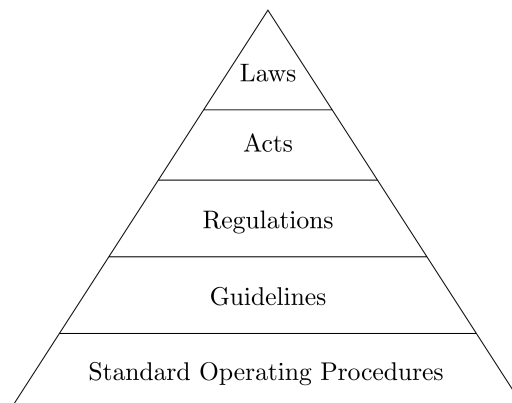 Laws
Acts
Regulations
Guidelines
Standard Operating Procedures